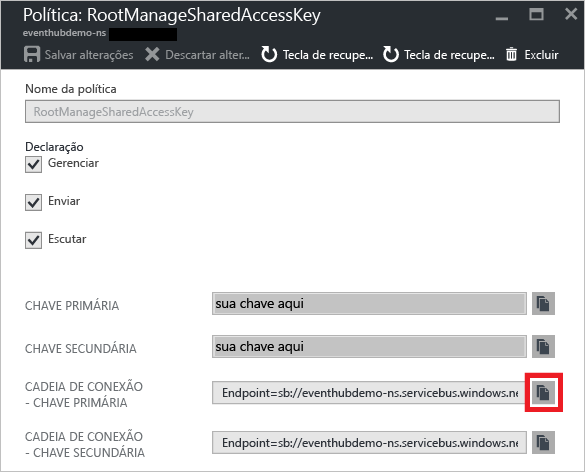 Política: RootManageSharedAccessKey
eventhubdemo-ns
Salvar alterações Descartar alter... Tecla de recupe... Tecla de recupe... Excluir
Nome da política
RootManageSharedAccessKey
Declaração
Gerenciar
Enviar
Escutar
CHAVE PRIMÁRIA sua chave aqui
CHAVE SECUNDÁRIA sua chave aqui
CADEIA DE CONEXÃO
- CHAVE PRIMÁRIA Endpoint=sb://eventhubdemo-ns.servicebus.windows.ne
CADEIA DE CONEXÃO
- CHAVE SECUNDÁRIA Endpoint=sb://eventhubdemo-ns.servicebus.windows.ne